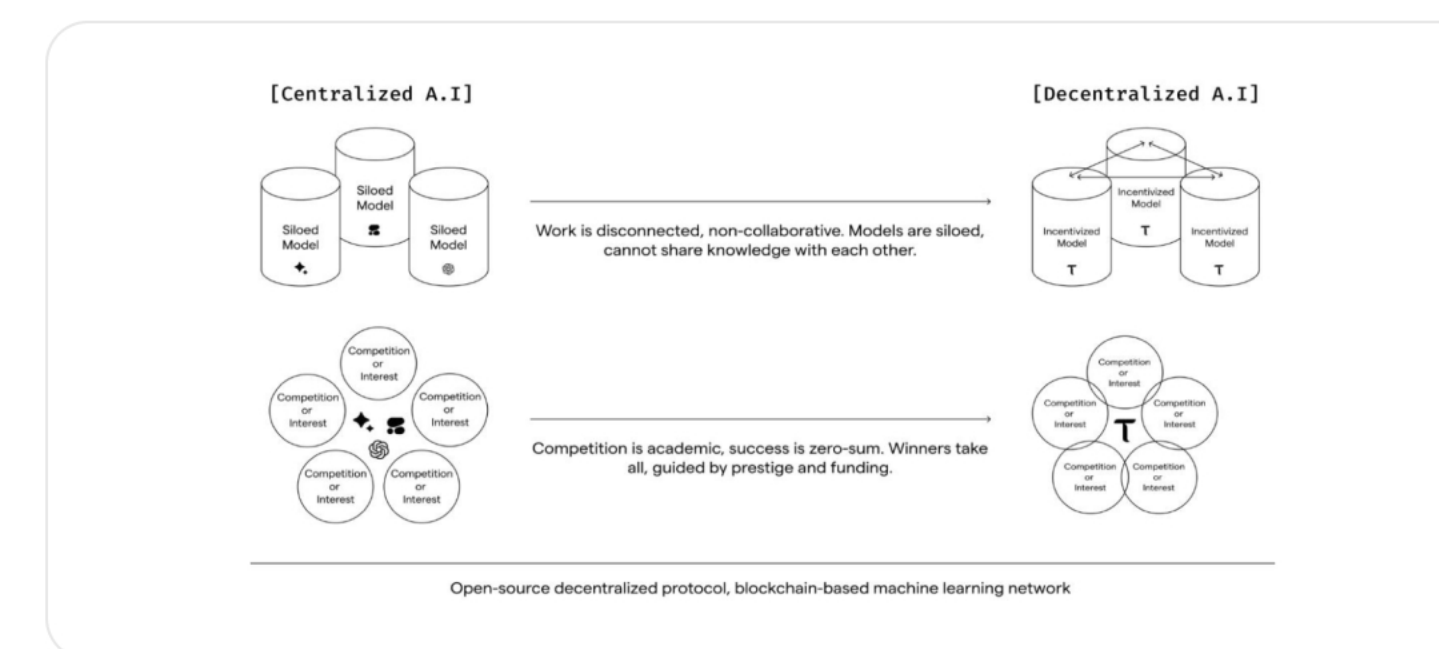 [Centralized A.I]
[Decentralized A.I]
Siloed
Model
Siloed
Model
Siloed
Model
Work is disconnected, non-collaborative. Models are siloed,
cannot share knowledge with each other.
Incentivized
Model
T
Incentivized
Model
T
Incentivized
Model
T
Competition
or
Interest
Competition
or
Interest
Competition
or
Interest
Competition
or
Interest
Competition
or
Interest
Competition is academic, success is zero-sum. Winners take
all, guided by prestige and funding.
Competition
or
Interest
Competition
or
Interest
Competition
or
Interest
T
Competition
or
Interest
Competition
or
Interest
Open-source decentralized protocol, blockchain-based machine learning network